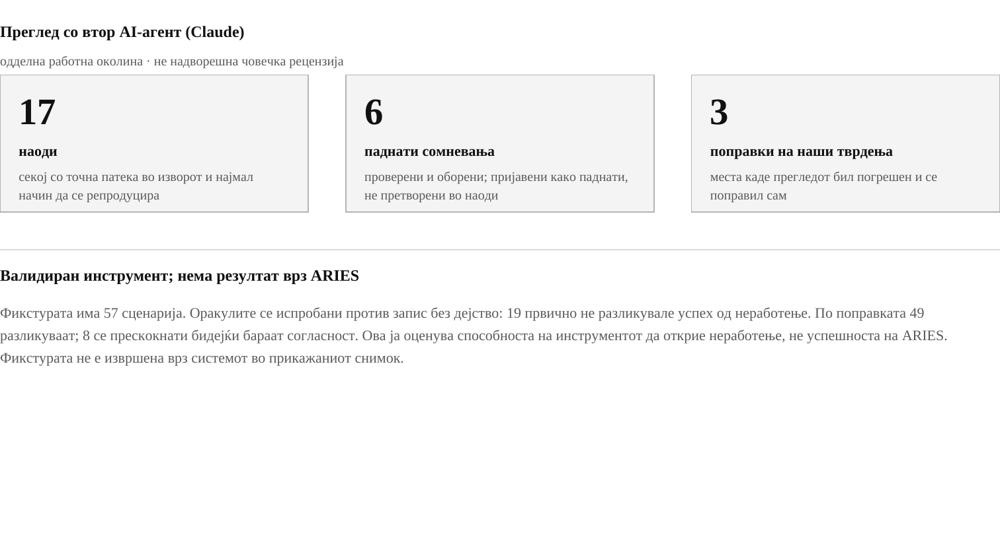 Преглед со втор AI-агент (Claude)
одделна работна околина · не надворешна човечка рецензија
17
наоди
секој со точна патека во изворот и најмал
начин да се репродуцира
6
паднати сомневања
проверени и оборени; пријавени како паднати,
не претворени во наоди
3
поправки на наши тврдења
места каде прегледот бил погрешен и се
поправил сам
Валидиран инструмент; нема резултат врз ARIES
Фикстурата има 57 сценарија. Оракулите се испробани против запис без дејство: 19 првично не разликувале успех од неработење. По поправката 49
разликуваат; 8 се прескокнати бидејќи бараат согласност. Ова ја оценува способноста на инструментот да открие неработење, не успешноста на ARIES.
Фикстурата не е извршена врз системот во прикажаниот снимок.